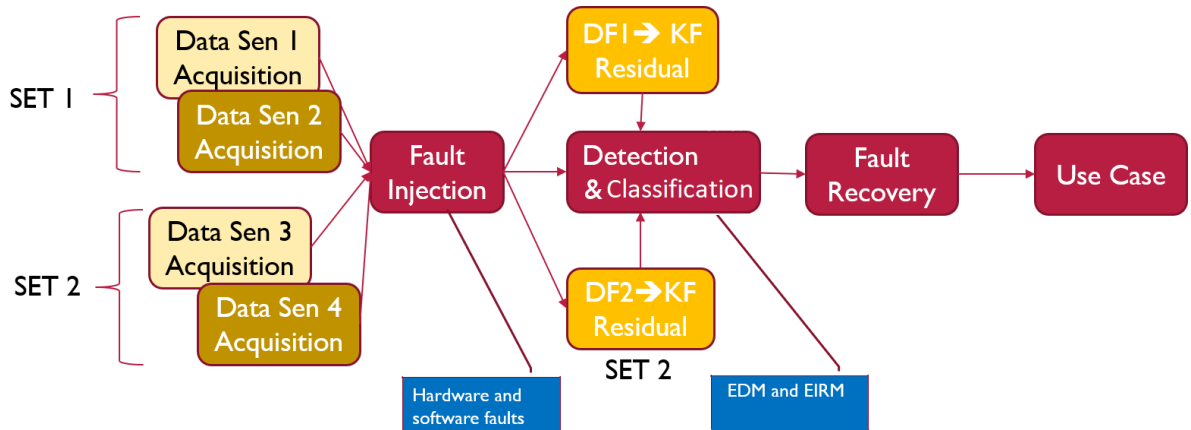 SET 1
Data Sen 1
Acquisition
Data Sen 2
Acquisition
SET 2
Data Sen 3
Acquisition
Data Sen 4
Acquisition
Fault
Injection
DF1➔ KF
Residual
Detection
& Classification
DF2➔KF
Residual
SET 2
Fault
Recovery
Use Case
Hardware and
software faults
EDM and EIRM